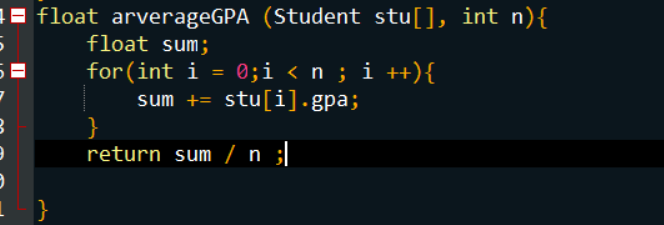 float arverageGPA (Student stu[], int n){
float sum;
for(int i = 0;i < n ; i ++){
sum += stu[i].gpa;
}
return sum / n ;
}